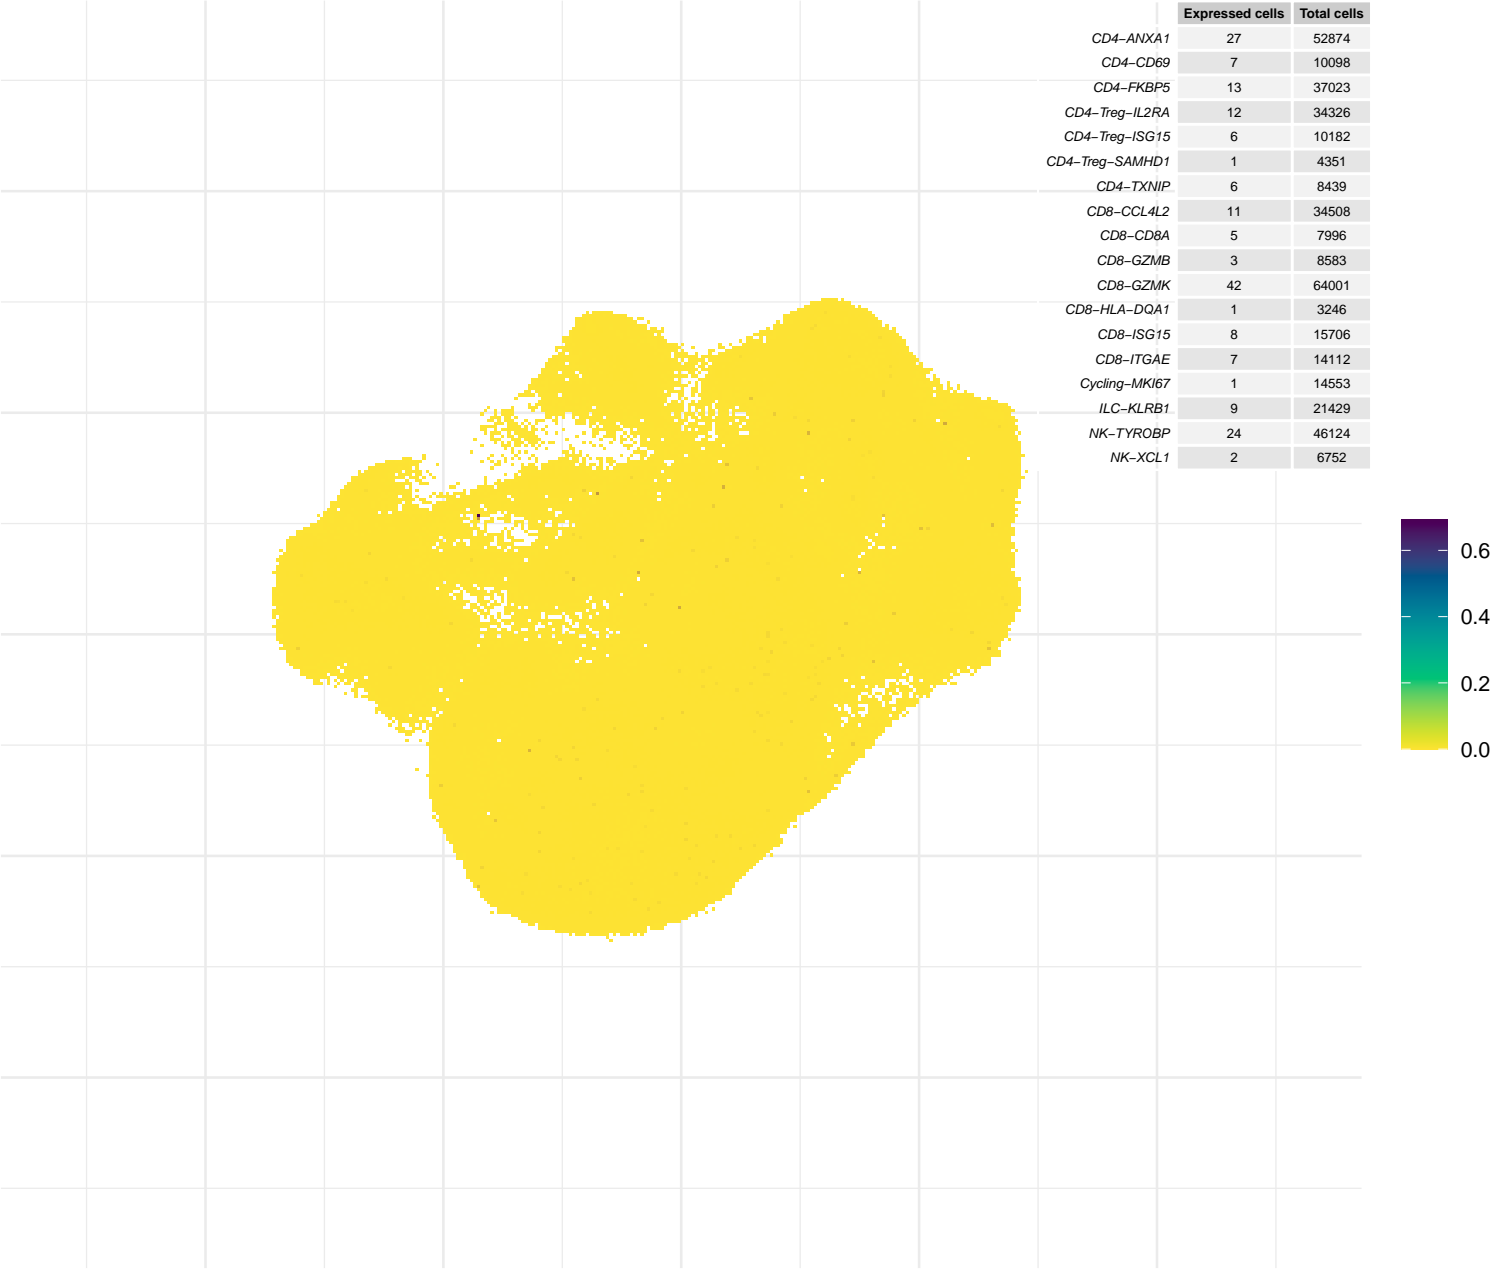 Expressed cells Total cells
CD4−ANXA1 27 52874
CD4−CD69 7 10098
CD4−FKBP5 13 37023
CD4−Treg−IL2RA 12 34326
CD4−Treg−ISG15 6 10182
CD4−Treg−SAMHD1 1 4351
CD4−TXNIP 6 8439
CD8−CCL4L2 11 34508
CD8−CD8A 5 7996
CD8−GZMB 3 8583
CD8−GZMK 42 64001
CD8−HLA−DQA1 1 3246
CD8−ISG15 8 15706
CD8−ITGAE 7 14112
Cycling−MKI67 1 14553
ILC−KLRB1 9 21429
NK−TYROBP 24 46124
NK−XCL1 2 6752
0.6
0.4
0.2
0.0